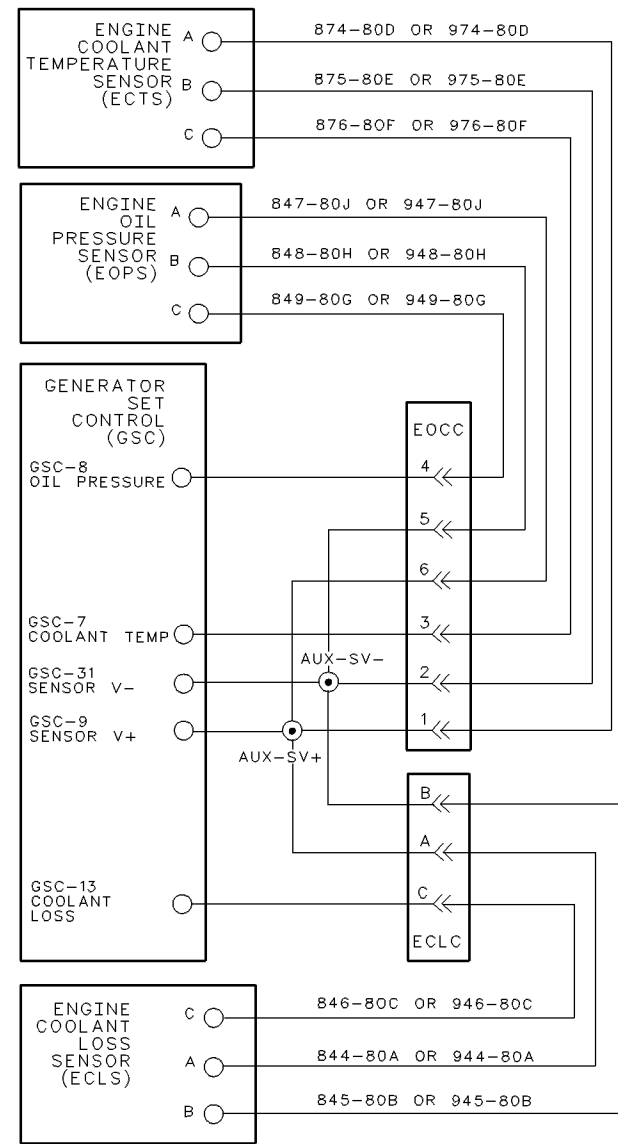 ENGINE
COOLANT
TEMPERATURE
SENSOR
(ECTS)
A
874-80D OR 974-80D
B
875-80E OR 975-80E
C
876-80F OR 976-80F
ENGINE
OIL
PRESSURE
SENSOR
(EOPS)
A
847-80J OR 947-80J
B
848-80H OR 948-80H
C
849-80G OR 949-80G
GENERATOR
SET
CONTROL
(GSC)
EOCC
GSC-8
OIL PRESSURE
4
5
6
GSC-7
COOLANT TEMP
3
AUX-SV-
GSC-31
SENSOR V-
2
GSC-9
SENSOR V+
1
AUX-SV+
B
A
GSC-13
COOLANT
LOSS
C
ECLC
ENGINE
COOLANT
LOSS
SENSOR
(ECLS)
C
846-80C OR 946-80C
A
844-80A OR 944-80A
B
845-80B OR 945-80B